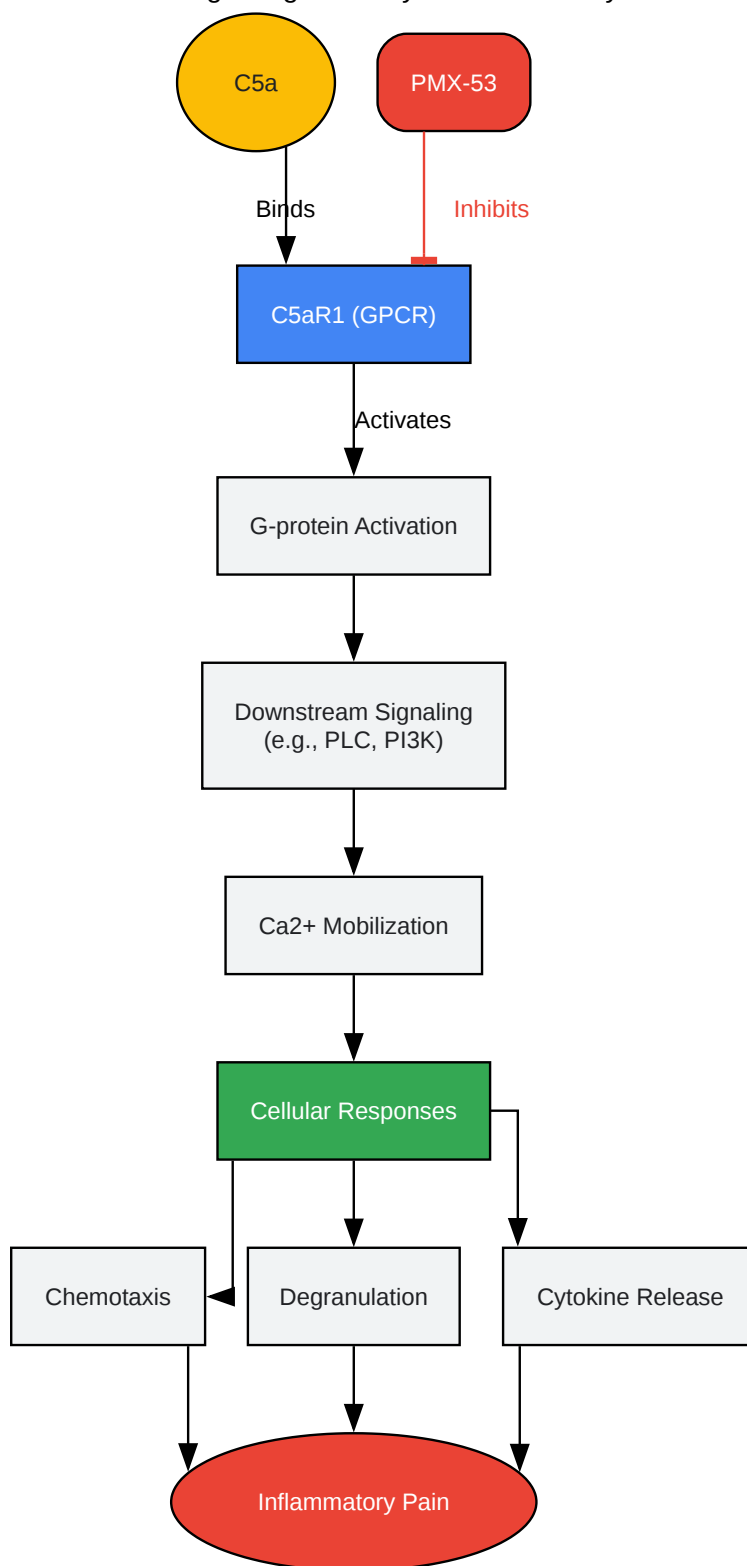 C5a
PMX-53
Binds
Inhibits
C5aR1 (GPCR)
Activates
G-protein Activation
Downstream Signaling
(e.g., PLC, PI3K)
Ca2+ Mobilization
Cellular Responses
Chemotaxis
Degranulation
Cytokine Release
Inflammatory Pain